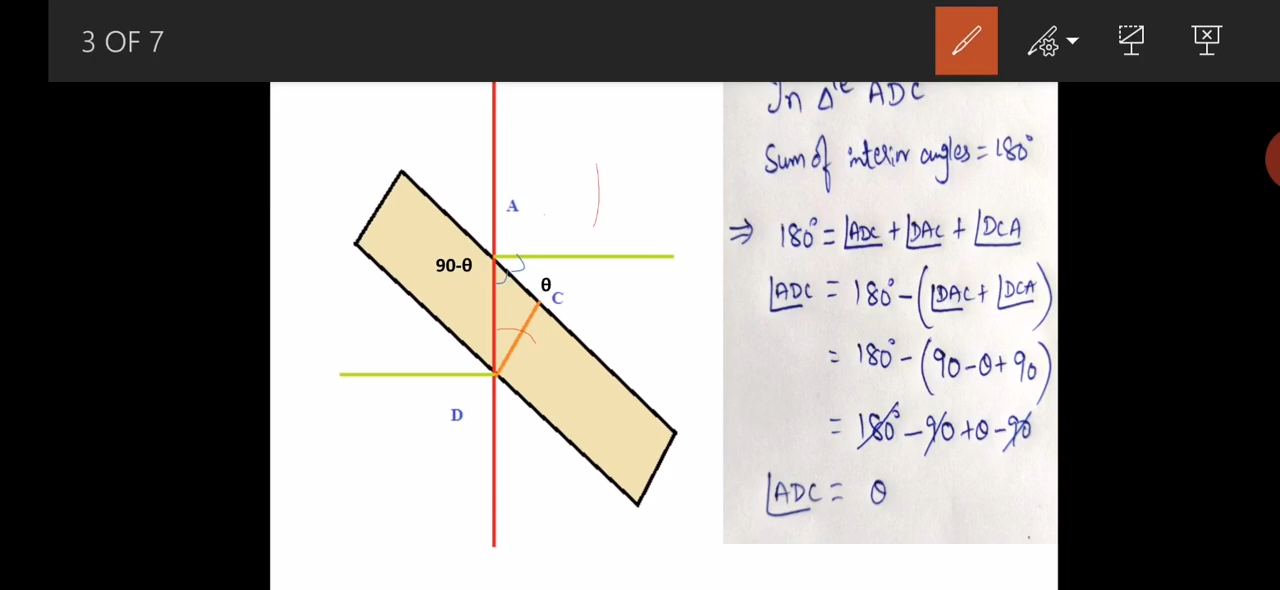 3 OF 7
A
90-θ
θ
C
D
In Δle ADC
Sum of interior angles = 180°
⇒ 180° = ∠ADC + ∠DAC + ∠DCA
∠ADC = 180° - (∠DAC + ∠DCA)
= 180° - (90 - θ + 90)
= 180° - 90 + θ - 90
∠ADC = θ